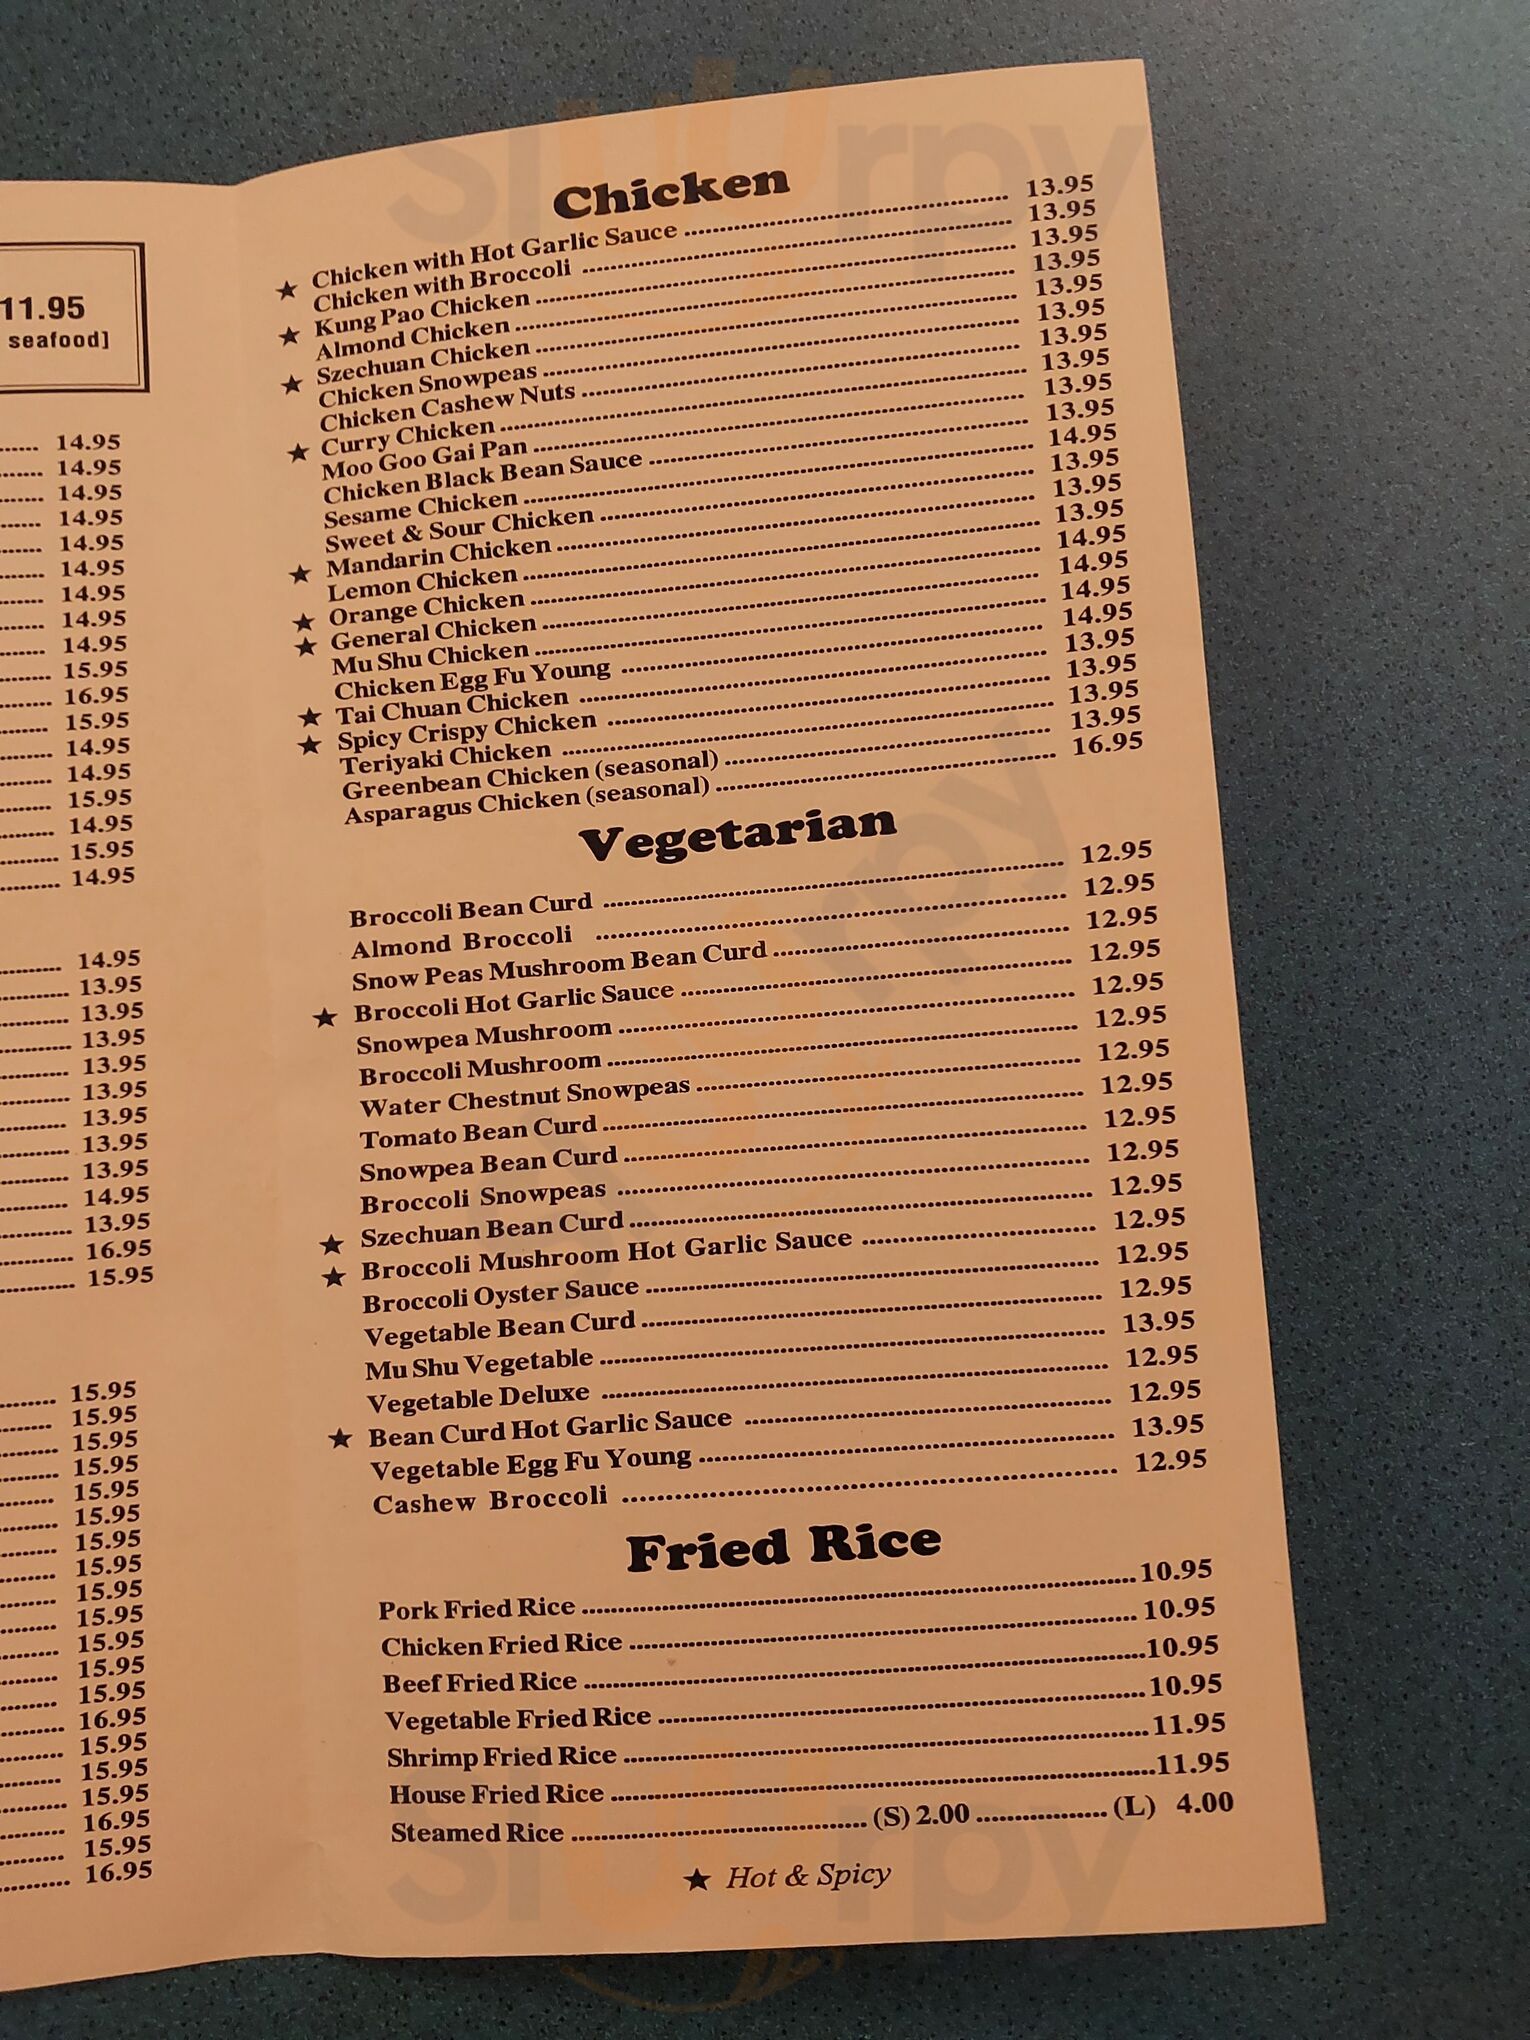 11.95
seafood]
14.95
14.95
14.95
14.95
14.95
14.95
14.95
14.95
14.95
15.95
16.95
15.95
14.95
14.95
15.95
14.95
15.95
14.95
14.95
13.95
13.95
13.95
13.95
13.95
13.95
13.95
13.95
14.95
13.95
16.95
15.95
15.95
15.95
15.95
15.95
15.95
15.95
15.95
15.95
15.95
15.95
15.95
15.95
15.95
16.95
15.95
15.95
15.95
16.95
15.95
16.95
Chicken
★ Chicken with Hot Garlic Sauce 13.95
Chicken with Broccoli 13.95
★ Kung Pao Chicken 13.95
Almond Chicken 13.95
★ Szechuan Chicken 13.95
Chicken Snowpeas 13.95
Chicken Cashew Nuts 13.95
★ Curry Chicken 13.95
Moo Goo Gai Pan 13.95
Chicken Black Bean Sauce 13.95
Sesame Chicken 14.95
Sweet & Sour Chicken 13.95
★ Mandarin Chicken 13.95
Lemon Chicken 13.95
★ Orange Chicken 14.95
★ General Chicken 14.95
Mu Shu Chicken 14.95
Chicken Egg Fu Young 14.95
★ Tai Chuan Chicken 13.95
★ Spicy Crispy Chicken 13.95
Teriyaki Chicken 13.95
Greenbean Chicken (seasonal) 13.95
Asparagus Chicken (seasonal) 16.95
Vegetarian
Broccoli Bean Curd 12.95
Almond Broccoli 12.95
Snow Peas Mushroom Bean Curd 12.95
★ Broccoli Hot Garlic Sauce 12.95
Snowpea Mushroom 12.95
Broccoli Mushroom 12.95
Water Chestnut Snowpeas 12.95
Tomato Bean Curd 12.95
Snowpea Bean Curd 12.95
Broccoli Snowpeas 12.95
★ Szechuan Bean Curd 12.95
★ Broccoli Mushroom Hot Garlic Sauce 12.95
Broccoli Oyster Sauce 12.95
Vegetable Bean Curd 12.95
Mu Shu Vegetable 13.95
Vegetable Deluxe 12.95
★ Bean Curd Hot Garlic Sauce 12.95
Vegetable Egg Fu Young 13.95
Cashew Broccoli 12.95
Fried Rice
Pork Fried Rice 10.95
Chicken Fried Rice 10.95
Beef Fried Rice 10.95
Vegetable Fried Rice 10.95
Shrimp Fried Rice 11.95
House Fried Rice 11.95
Steamed Rice (S) 2.00 (L) 4.00
★ Hot & Spicy
Slurpy
Slurpy